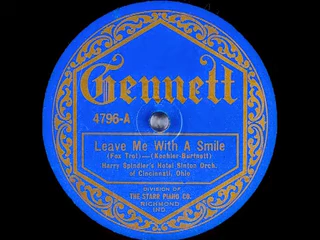 Gennett
4796-A
Leave Me With A Smile
(Fox Trot)—(Koehler-Burtnett)
Harry Spindler's Hotel Sinton Orch.
of Cincinnati, Ohio
DIVISION OF
THE STARR PIANO CO.
RICHMOND
IND.